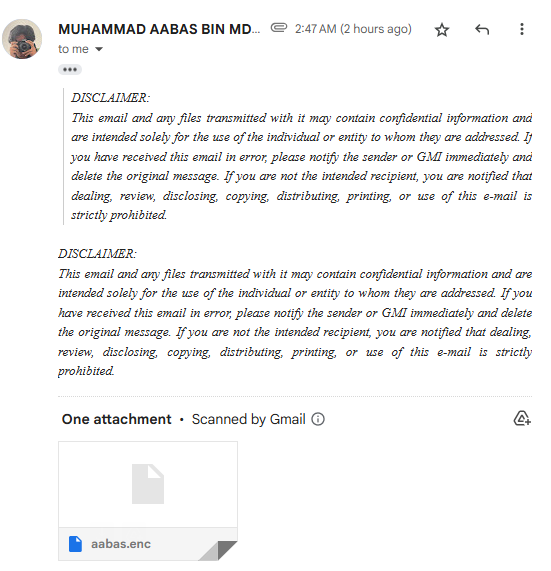 MUHAMMAD AABAS BIN MD... 2:47 AM (2 hours ago)
to me
DISCLAIMER:
This email and any files transmitted with it may contain confidential information and
are intended solely for the use of the individual or entity to whom they are addressed. If
you have received this email in error, please notify the sender or GMI immediately and
delete the original message. If you are not the intended recipient, you are notified that
dealing, review, disclosing, copying, distributing, printing, or use of this e-mail is
strictly prohibited.
DISCLAIMER:
This email and any files transmitted with it may contain confidential information and are
intended solely for the use of the individual or entity to whom they are addressed. If you
have received this email in error, please notify the sender or GMI immediately and delete
the original message. If you are not the intended recipient, you are notified that dealing,
review, disclosing, copying, distributing, printing, or use of this e-mail is strictly
prohibited.
One attachment • Scanned by Gmail
aabas.enc